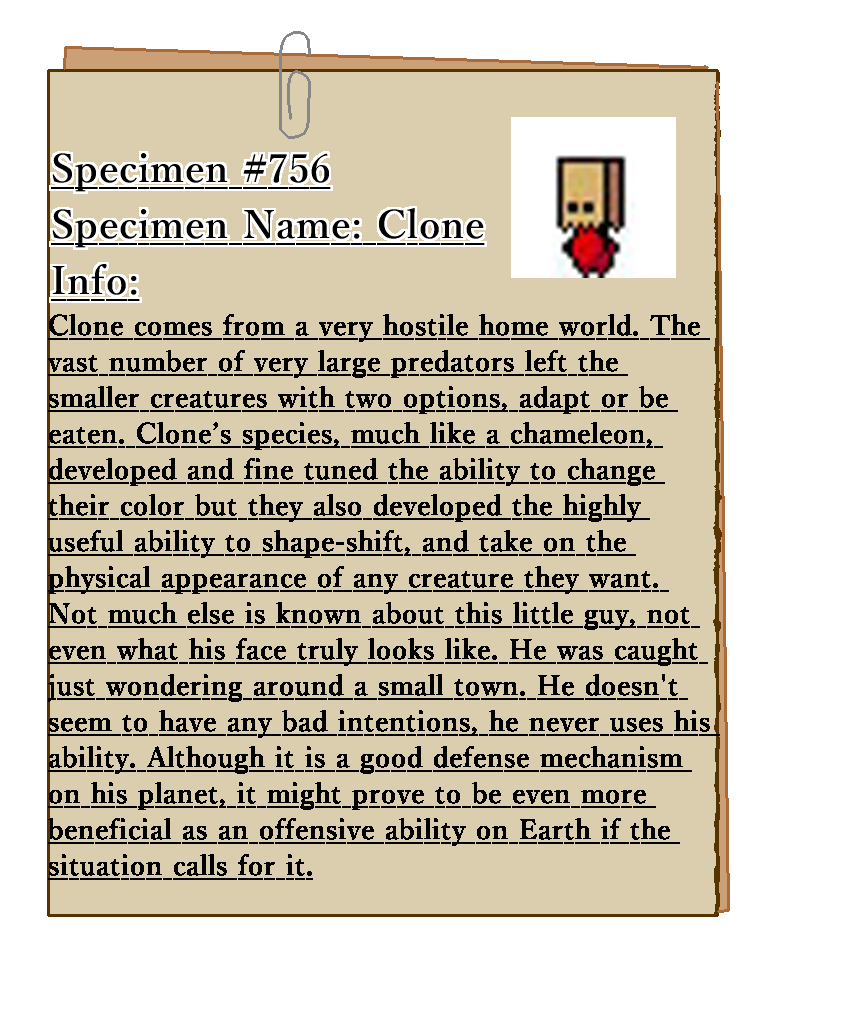 Specimen #756
Specimen Name: Clone
Info:
Clone comes from a very hostile home world. The
vast number of very large predators left the
smaller creatures with two options, adapt or be
eaten. Clone’s species, much like a chameleon,
developed and fine tuned the ability to change
their color but they also developed the highly
useful ability to shape-shift, and take on the
physical appearance of any creature they want.
Not much else is known about this little guy, not
even what his face truly looks like. He was caught
just wondering around a small town. He doesn't
seem to have any bad intentions, he never uses his
ability. Although it is a good defense mechanism
on his planet, it might prove to be even more
beneficial as an offensive ability on Earth if the
situation calls for it.